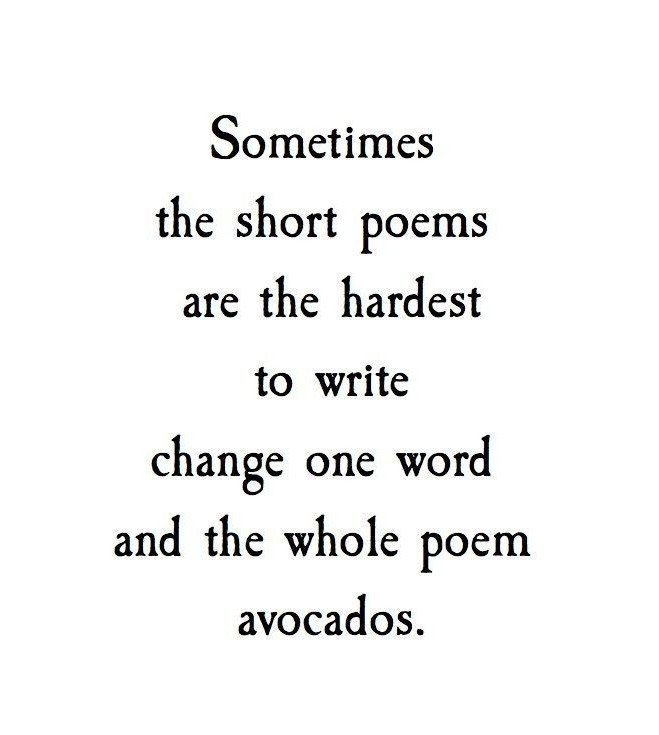 Sometimes
the short poems
are the hardest
to write
change one word
and the whole poem
avocados.